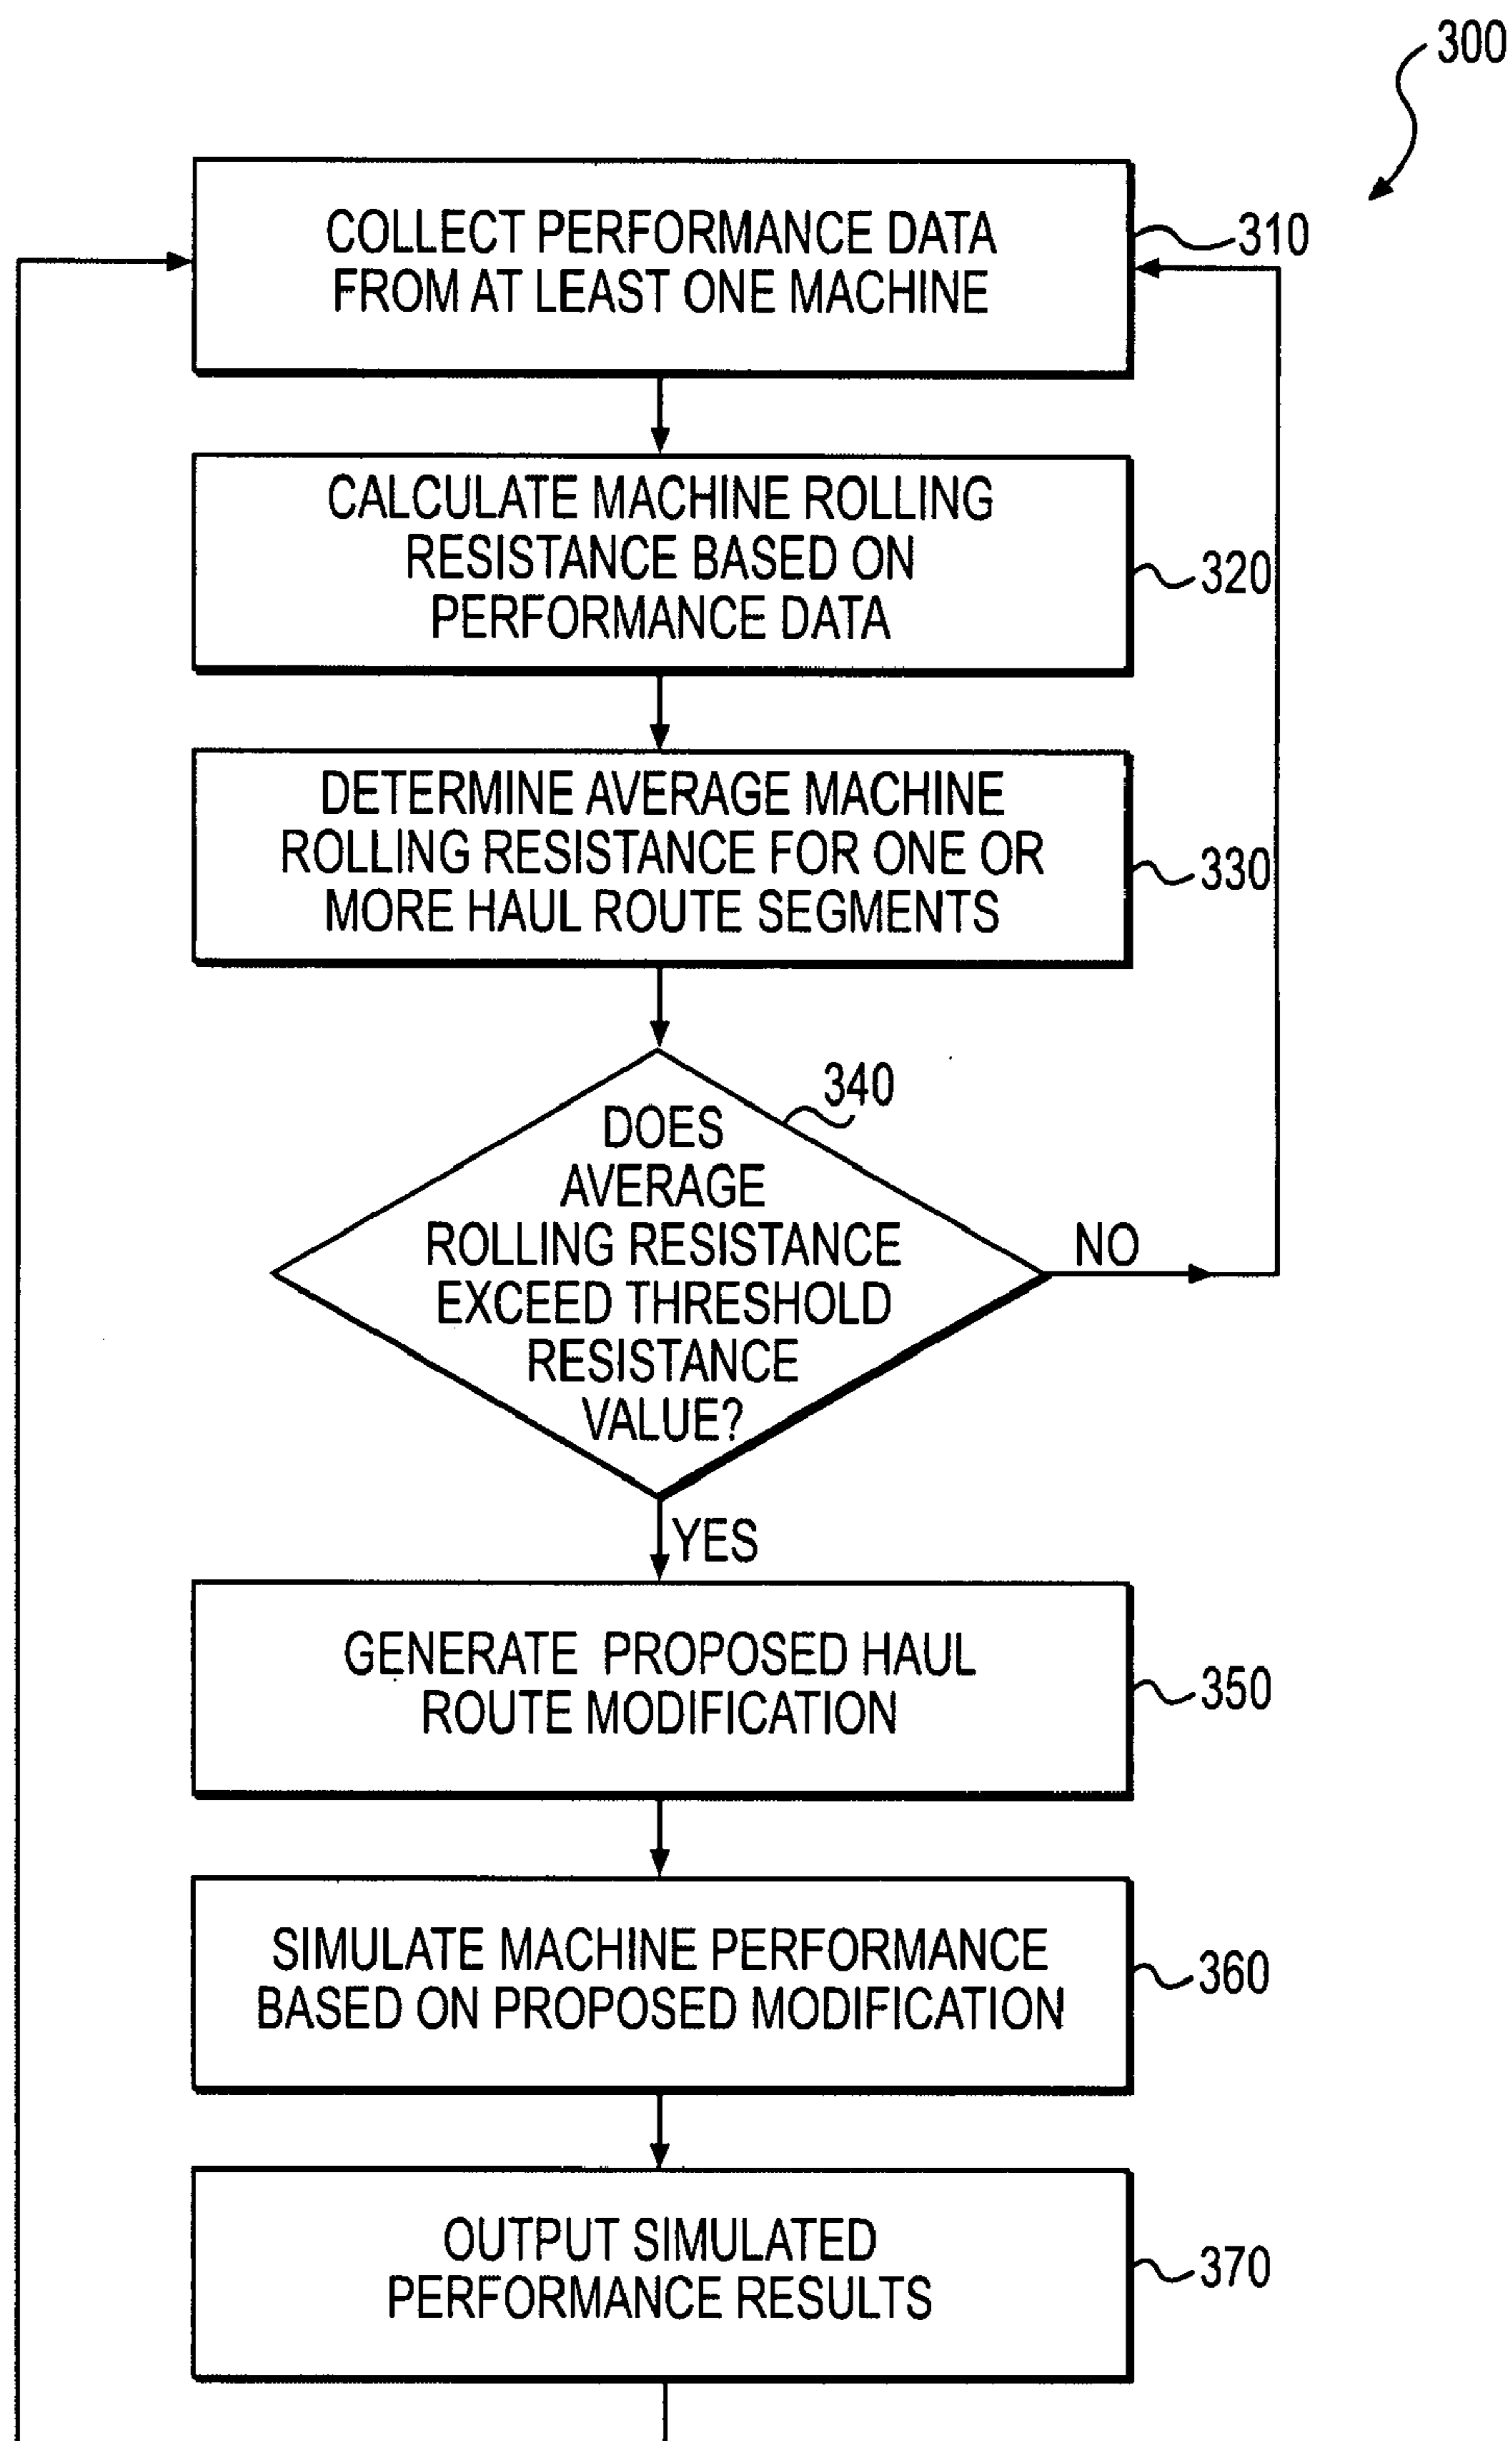 300
COLLECT PERFORMANCE DATA
FROM AT LEAST ONE MACHINE
310
CALCULATE MACHINE ROLLING
RESISTANCE BASED ON
PERFORMANCE DATA
320
DETERMINE AVERAGE MACHINE
ROLLING RESISTANCE FOR ONE OR
MORE HAUL ROUTE SEGMENTS
330
340
DOES
AVERAGE
ROLLING RESISTANCE
EXCEED THRESHOLD
RESISTANCE
VALUE?
NO
YES
GENERATE PROPOSED HAUL
ROUTE MODIFICATION
350
SIMULATE MACHINE PERFORMANCE
BASED ON PROPOSED MODIFICATION
360
OUTPUT SIMULATED
PERFORMANCE RESULTS
370